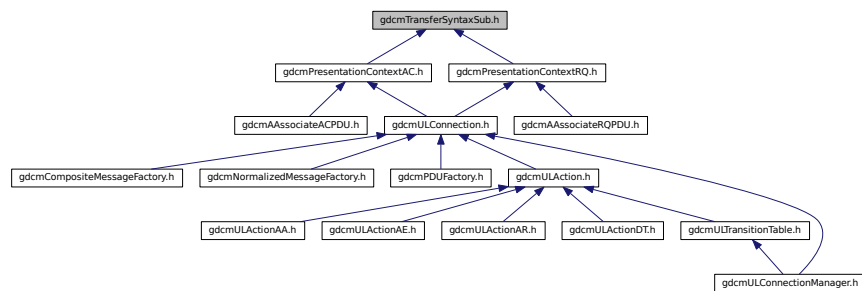 gdcmTransferSyntaxSub.h
gdcmPresentationContextAC.h
gdcmPresentationContextRQ.h
gdcmAAssociateACPDU.h
gdcmULConnection.h
gdcmAAssociateRQPDU.h
gdcmCompositeMessageFactory.h
gdcmNormalizedMessageFactory.h
gdcmPDUFactory.h
gdcmULAction.h
gdcmULActionAA.h
gdcmULActionAE.h
gdcmULActionAR.h
gdcmULActionDT.h
gdcmULTransitionTable.h
gdcmULConnectionManager.h